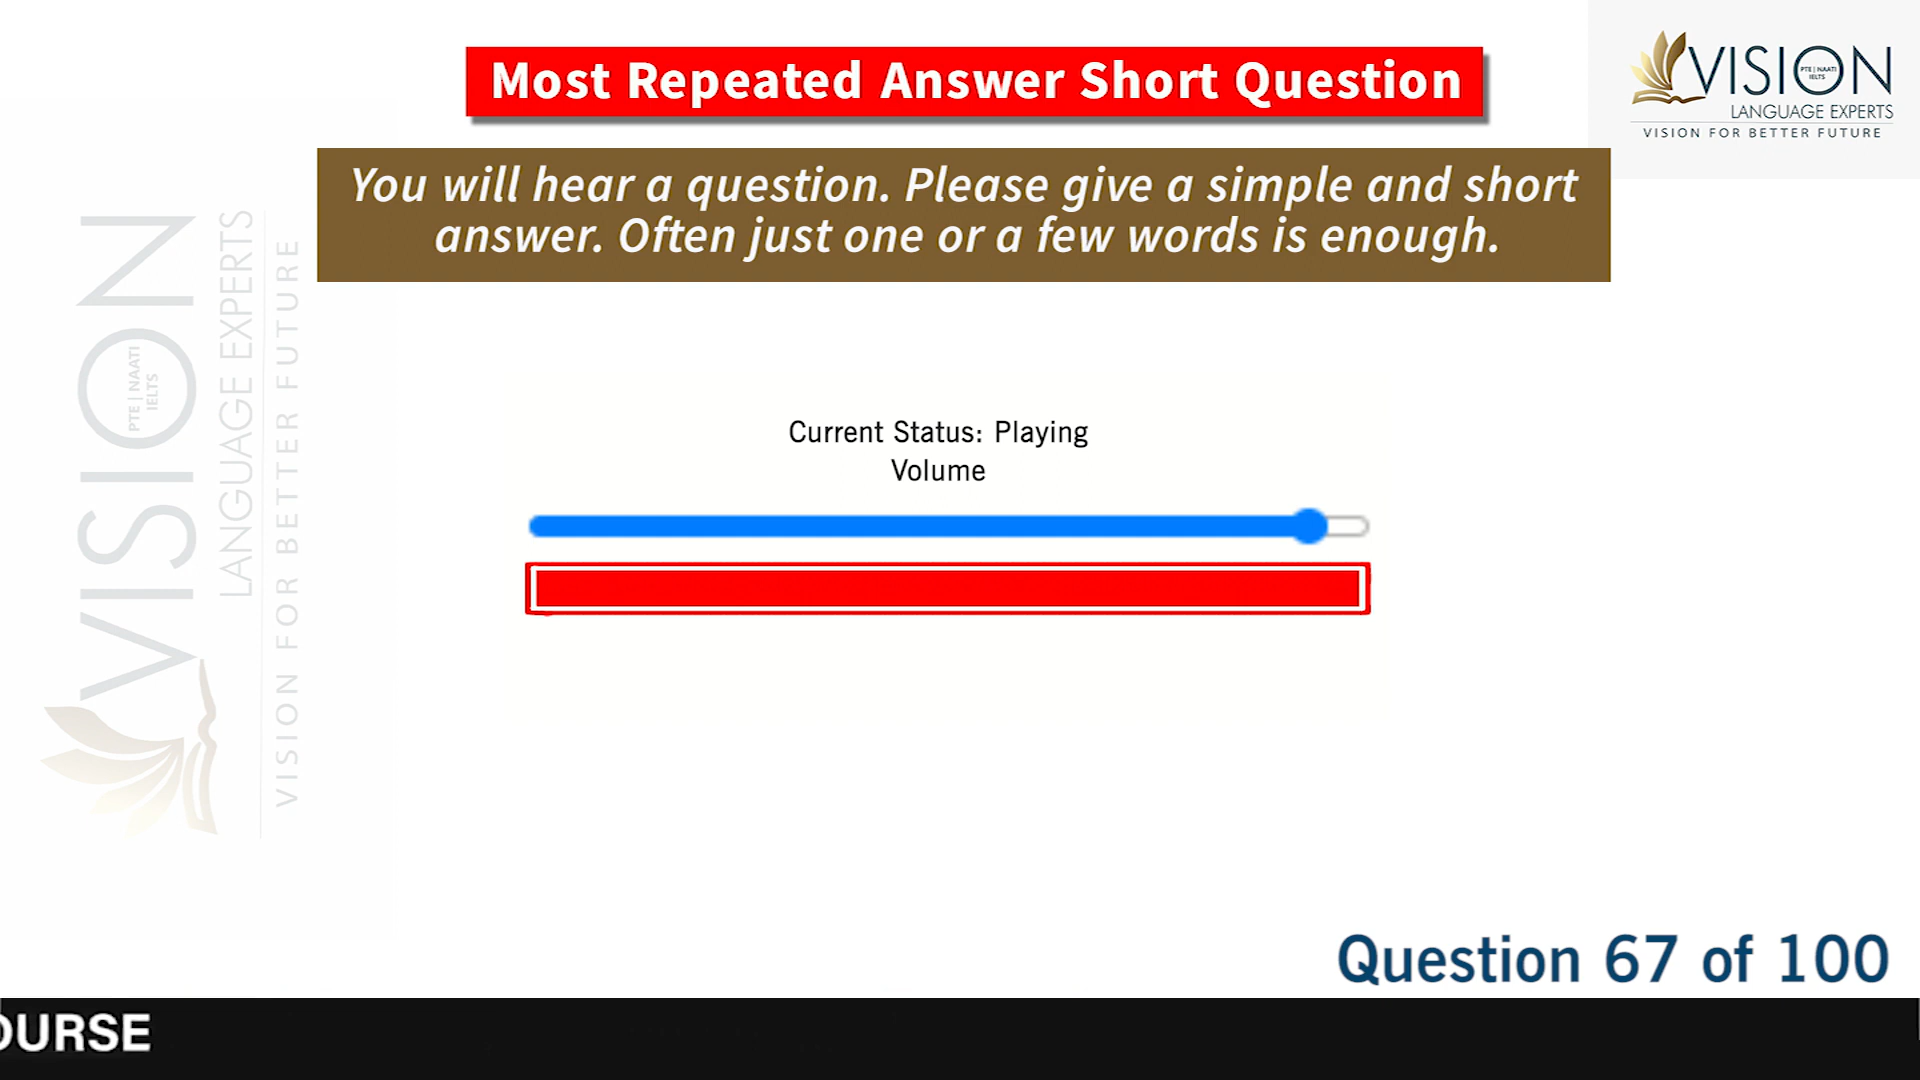 Most Repeated Answer Short Question
VISION
PTE | NAATI
IELTS
LANGUAGE EXPERTS
VISION FOR BETTER FUTURE
You will hear a question. Please give a simple and short
answer. Often just one or a few words is enough.
VISION
PTE | NAATI
IELTS
LANGUAGE EXPERTS
VISION FOR BETTER FUTURE
Current Status: Playing
Volume
Question 67 of 100
OURSE